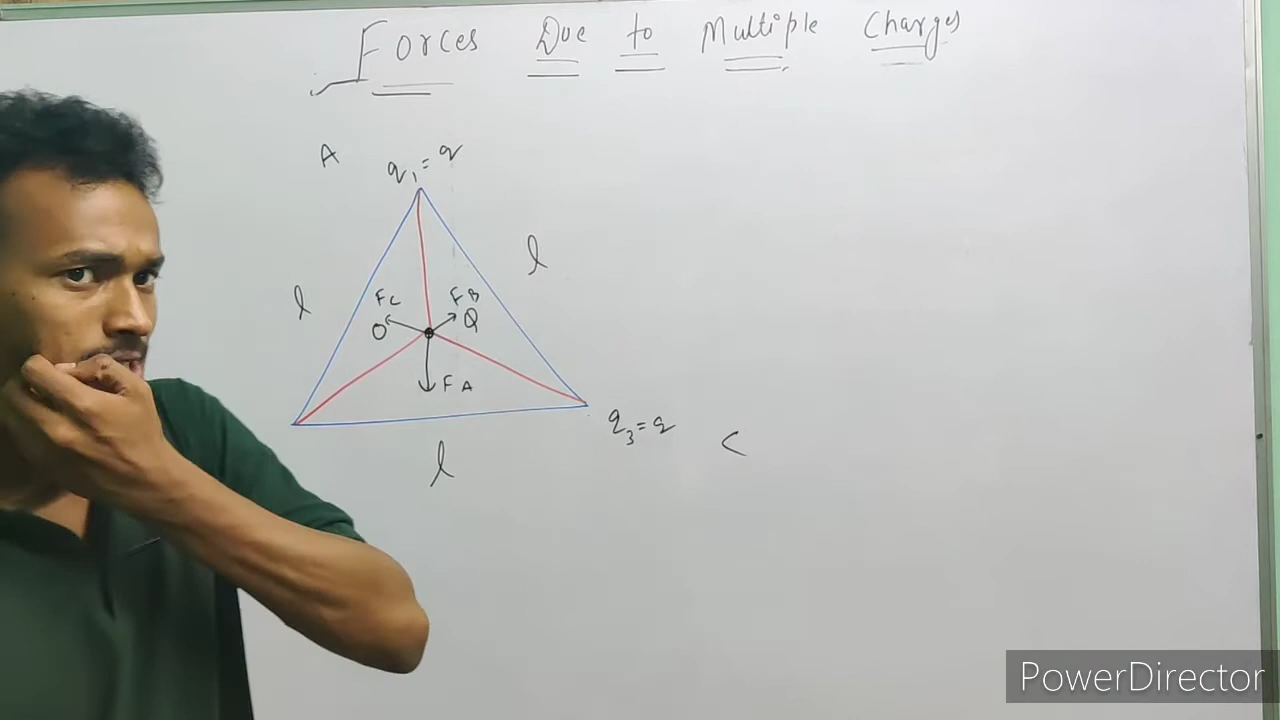 Forces Due to Multiple Charges
A
q₁ = q
l
l
Fc
FB
O
Q
FA
q₃ = q
C
l
PowerDirector